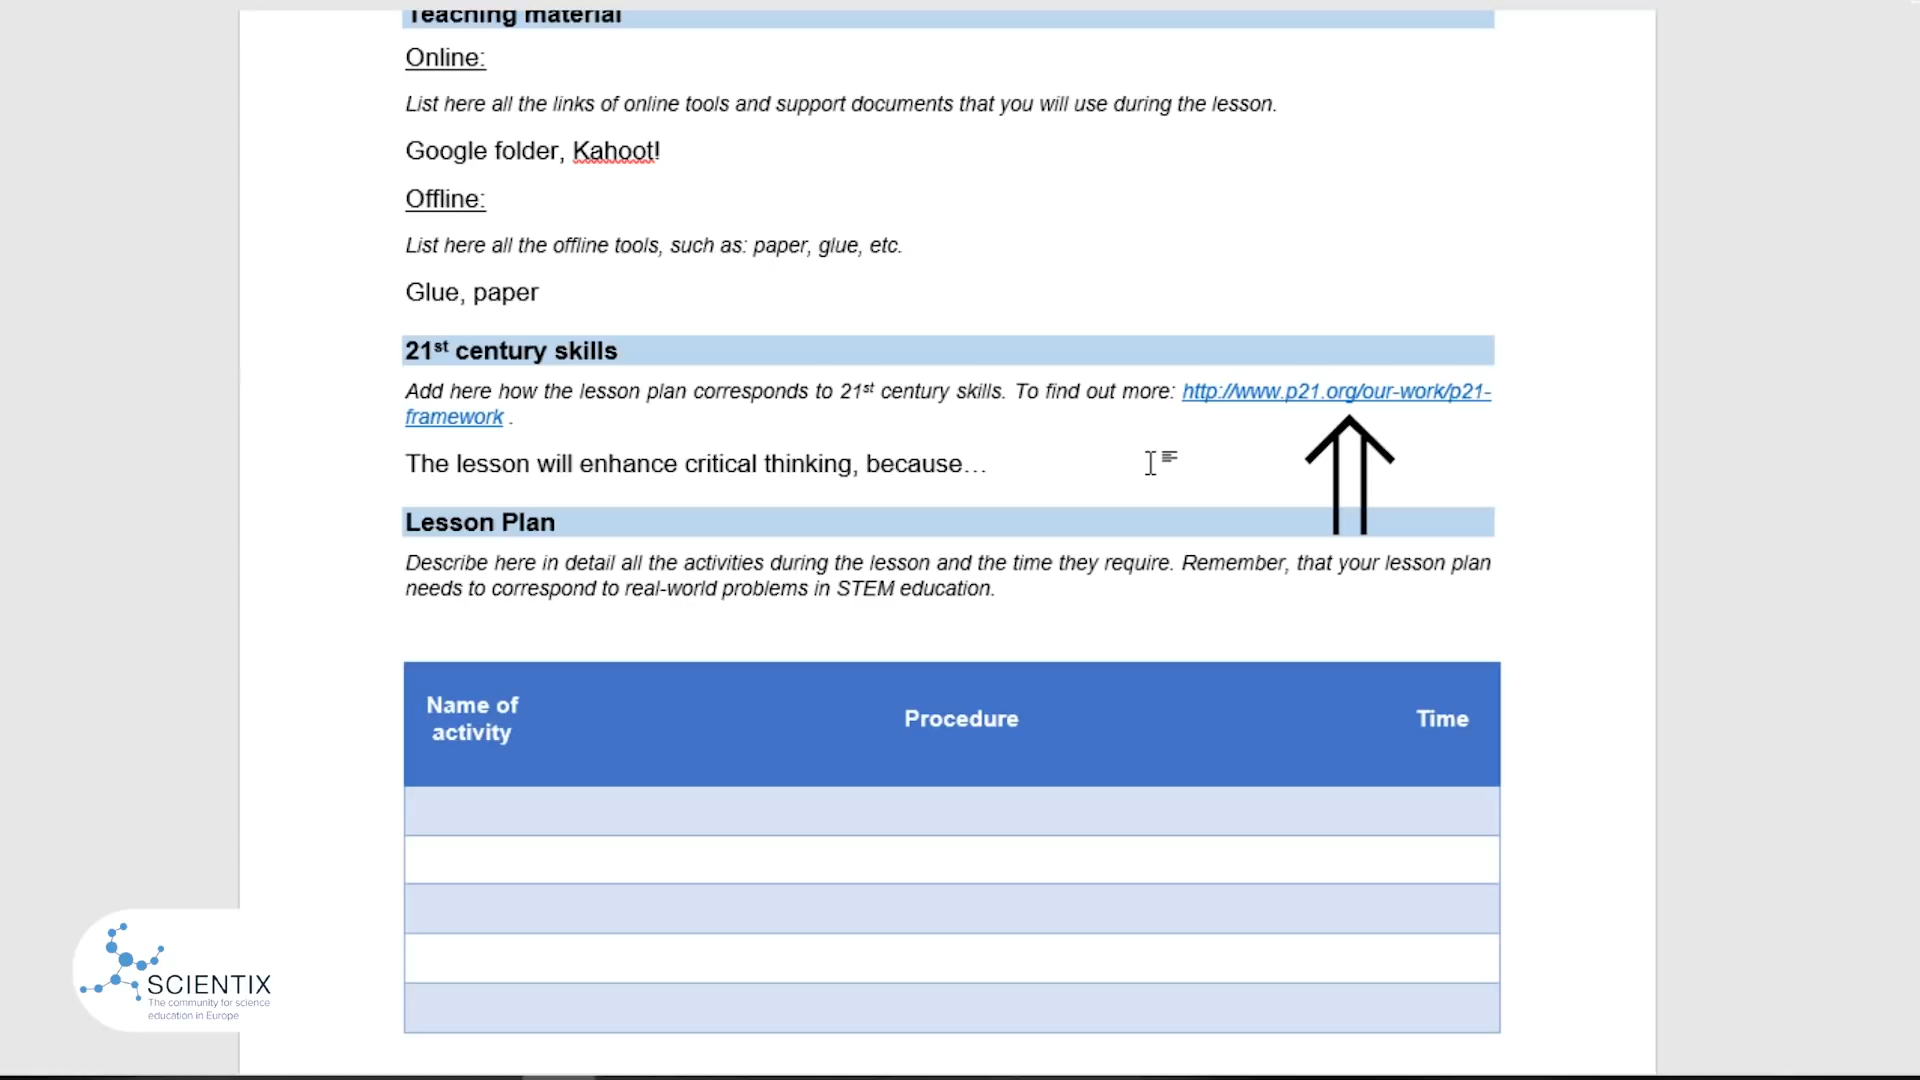 Teaching material
Online:
List here all the links of online tools and support documents that you will use during the lesson.
Google folder, Kahoot!
Offline:
List here all the offline tools, such as: paper, glue, etc.
Glue, paper
21st century skills
Add here how the lesson plan corresponds to 21st century skills. To find out more: http://www.p21.org/our-work/p21-
framework .
The lesson will enhance critical thinking, because…
Lesson Plan
Describe here in detail all the activities during the lesson and the time they require. Remember, that your lesson plan
needs to correspond to real-world problems in STEM education.
Name of
activity
Procedure
Time
SCIENTIX
The community for science
education in Europe